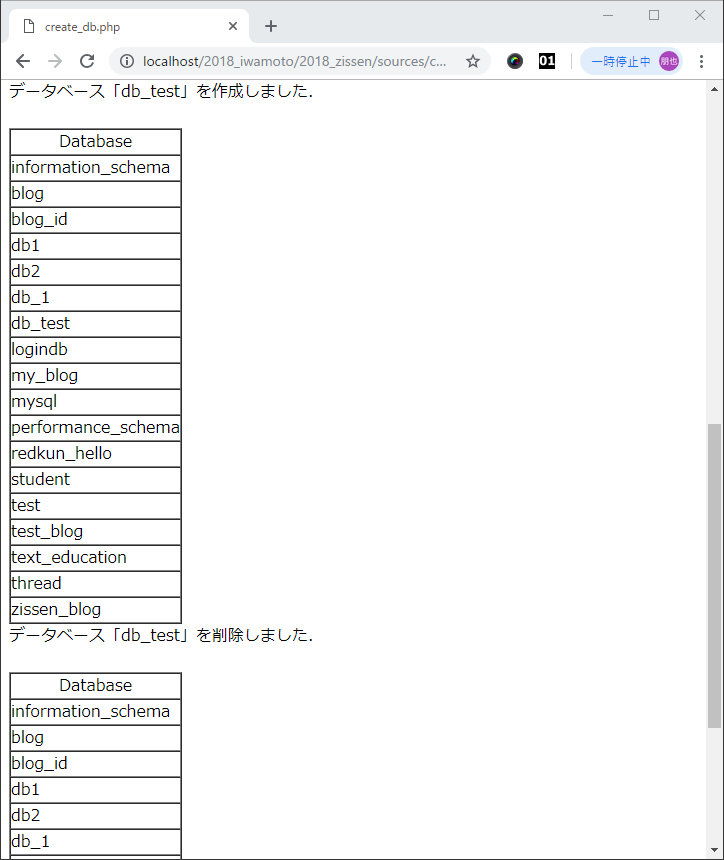 create_db.php
localhost/2018_iwamoto/2018_zissen/sources/c...
01
一時停止中
朋也
データベース「db_test」を作成しました.
Database
information_schema
blog
blog_id
db1
db2
db_1
db_test
logindb
my_blog
mysql
performance_schema
redkun_hello
student
test
test_blog
text_education
thread
zissen_blog
データベース「db_test」を削除しました.
Database
information_schema
blog
blog_id
db1
db2
db_1